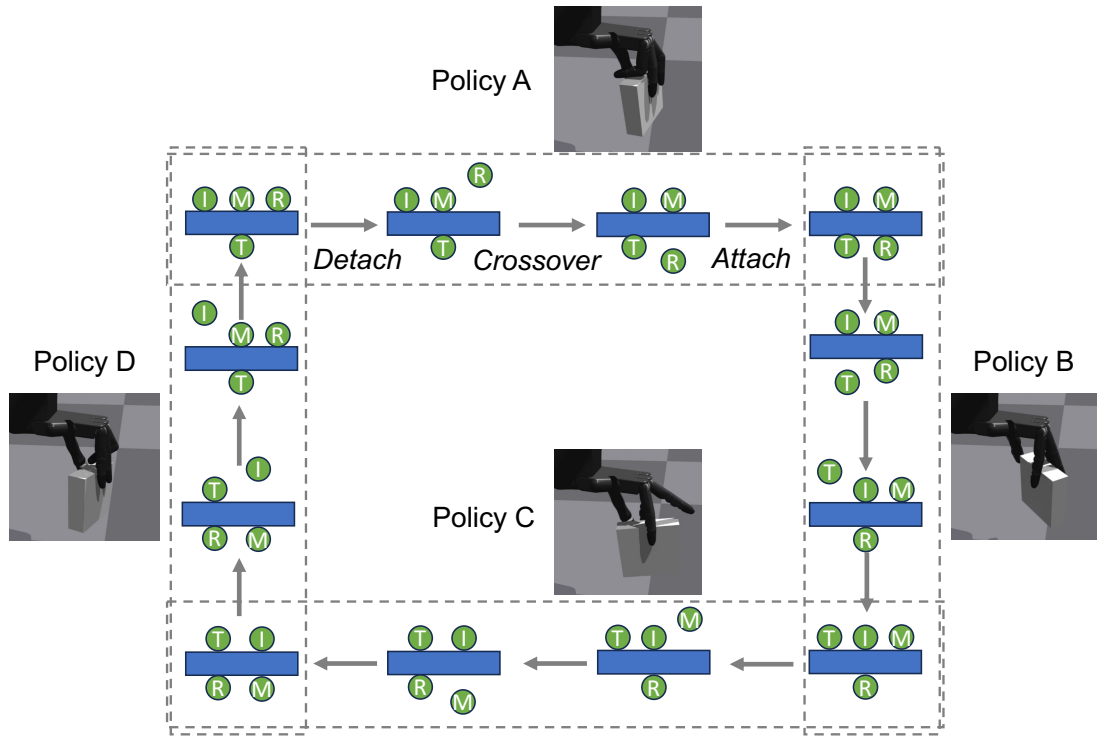 Policy A
R
I M R
I M
I M
I M
T
T
T R
T R
Detach
Crossover
Attach
I
I M
M R
T
T R
Policy D
Policy B
I
T
T
I M
R M
R
Policy C
M
T I
T I
T I
T I M
R M
R
M
R
R